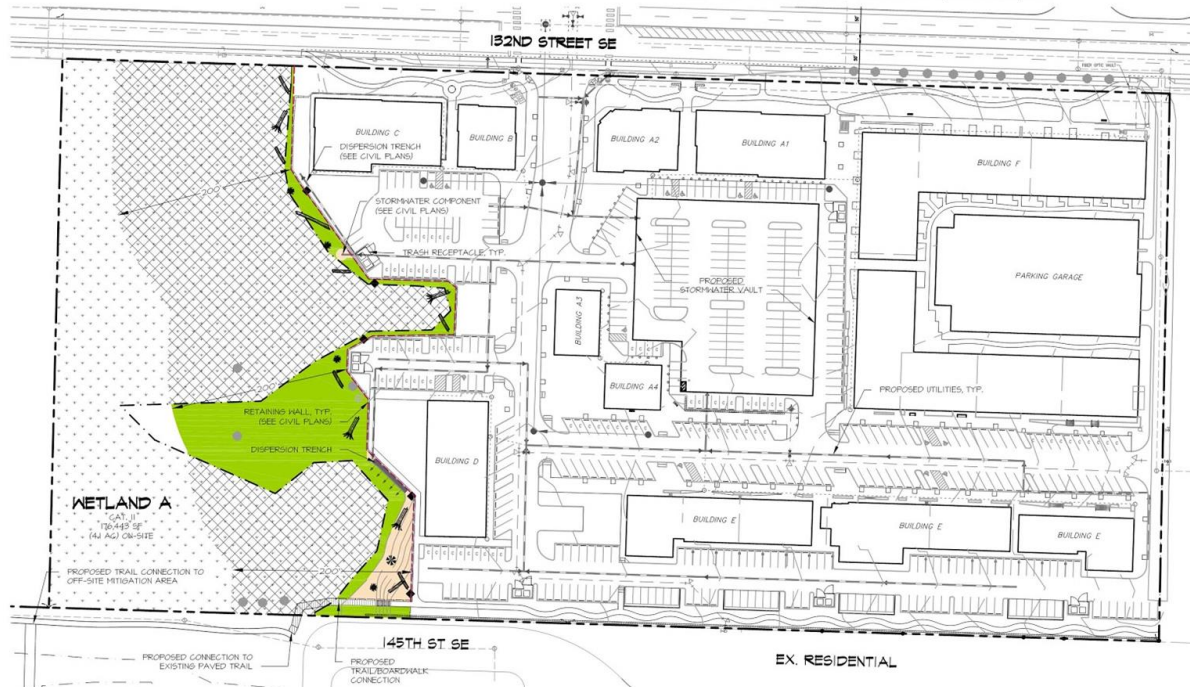 132ND STREET SE
BUILDING C
DISPERSION TRENCH
(SEE CIVIL PLANS)
BUILDING B
BUILDING A2
BUILDING A1
BUILDING F
200'
STORMWATER COMPONENT
(SEE CIVIL PLANS)
TRASH RECEPTACLE, TYP.
PROPOSED
STORMWATER VAULT
PARKING GARAGE
BUILDING A3
BUILDING A4
200'
PROPOSED UTILITIES, TYP.
RETAINING WALL, TYP.
(SEE CIVIL PLANS)
DISPERSION TRENCH
BUILDING D
WETLAND A
CAT. II
(4.1 AC) ON-SITE
BUILDING E
BUILDING E
BUILDING E
PROPOSED TRAIL CONNECTION TO
OFF-SITE MITIGATION AREA
200'
145TH ST SE
PROPOSED CONNECTION TO
EXISTING PAVED TRAIL
PROPOSED
TRAIL/BOARDWALK
CONNECTION
EX. RESIDENTIAL